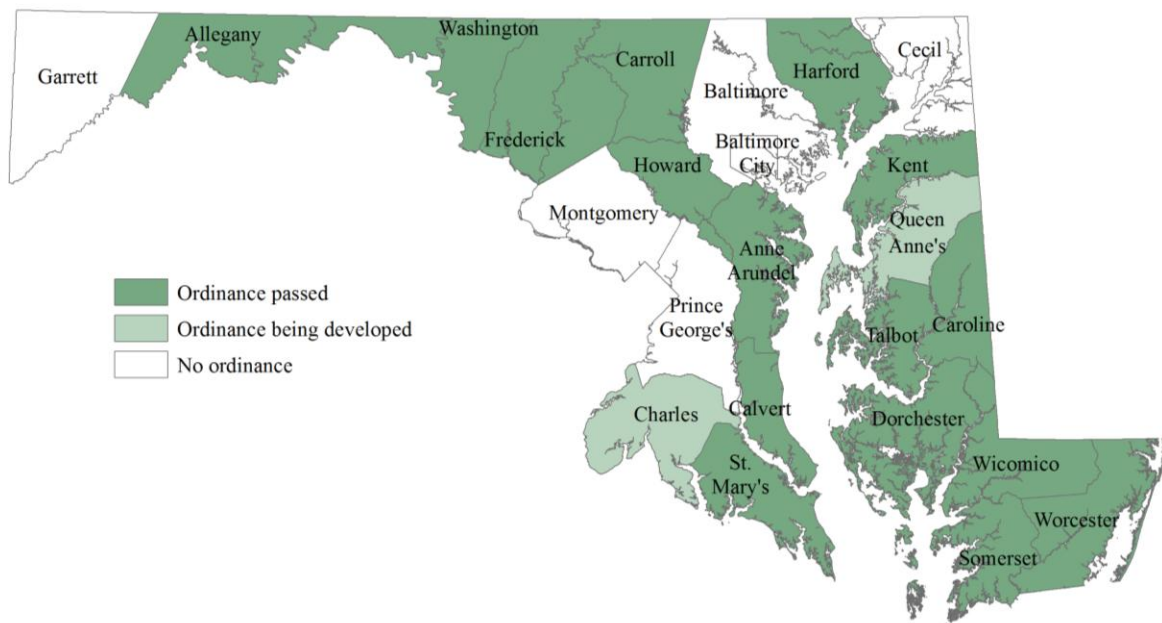 Allegany
Washington
Garrett
Carroll
Harford
Cecil
Baltimore
Frederick
Baltimore
City
Howard
Kent
Montgomery
Queen
Anne's
Anne
Arundel
Ordinance passed
Ordinance being developed
No ordinance
Prince
George's
Talbot
Caroline
Charles
Calvert
Dorchester
St.
Mary's
Wicomico
Worcester
Somerset